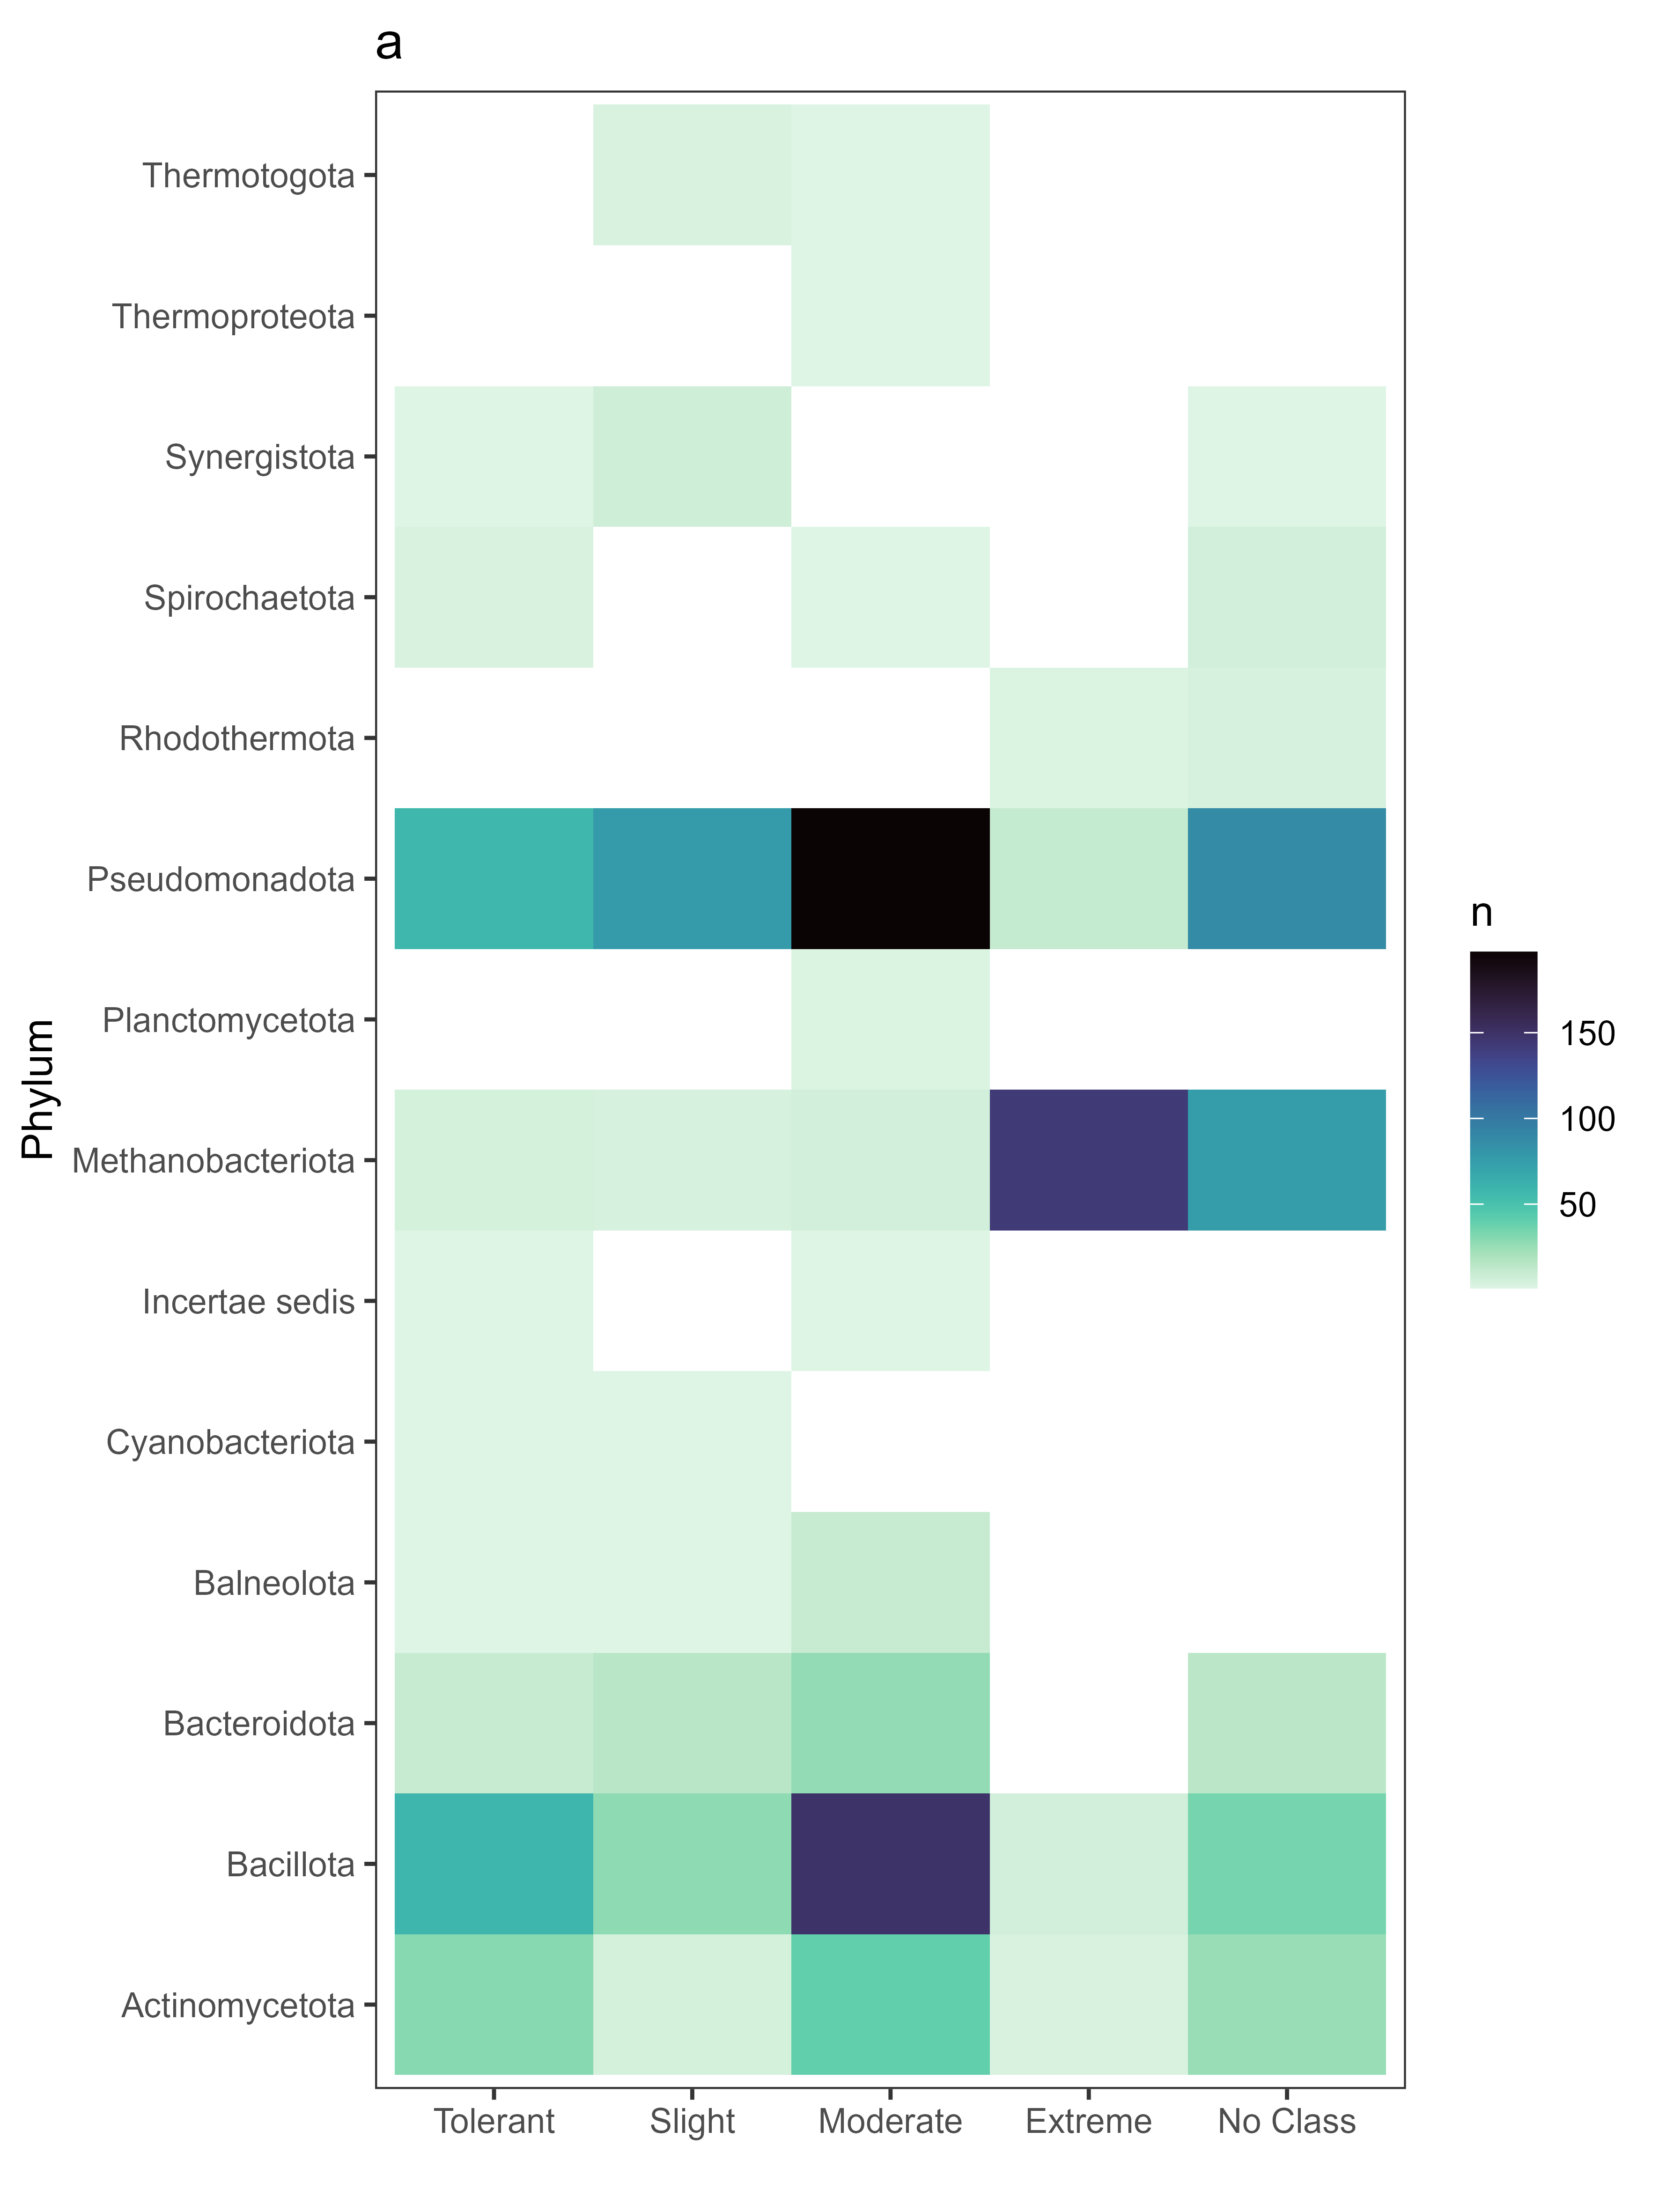 a
Phylum
Thermotogota
Thermoproteota
Synergistota
Spirochaetota
Rhodothermota
Pseudomonadota
Planctomycetota
Methanobacteriota
Incertae sedis
Cyanobacteriota
Balneolota
Bacteroidota
Bacillota
Actinomycetota
Tolerant Slight Moderate Extreme No Class
n
150
100
50